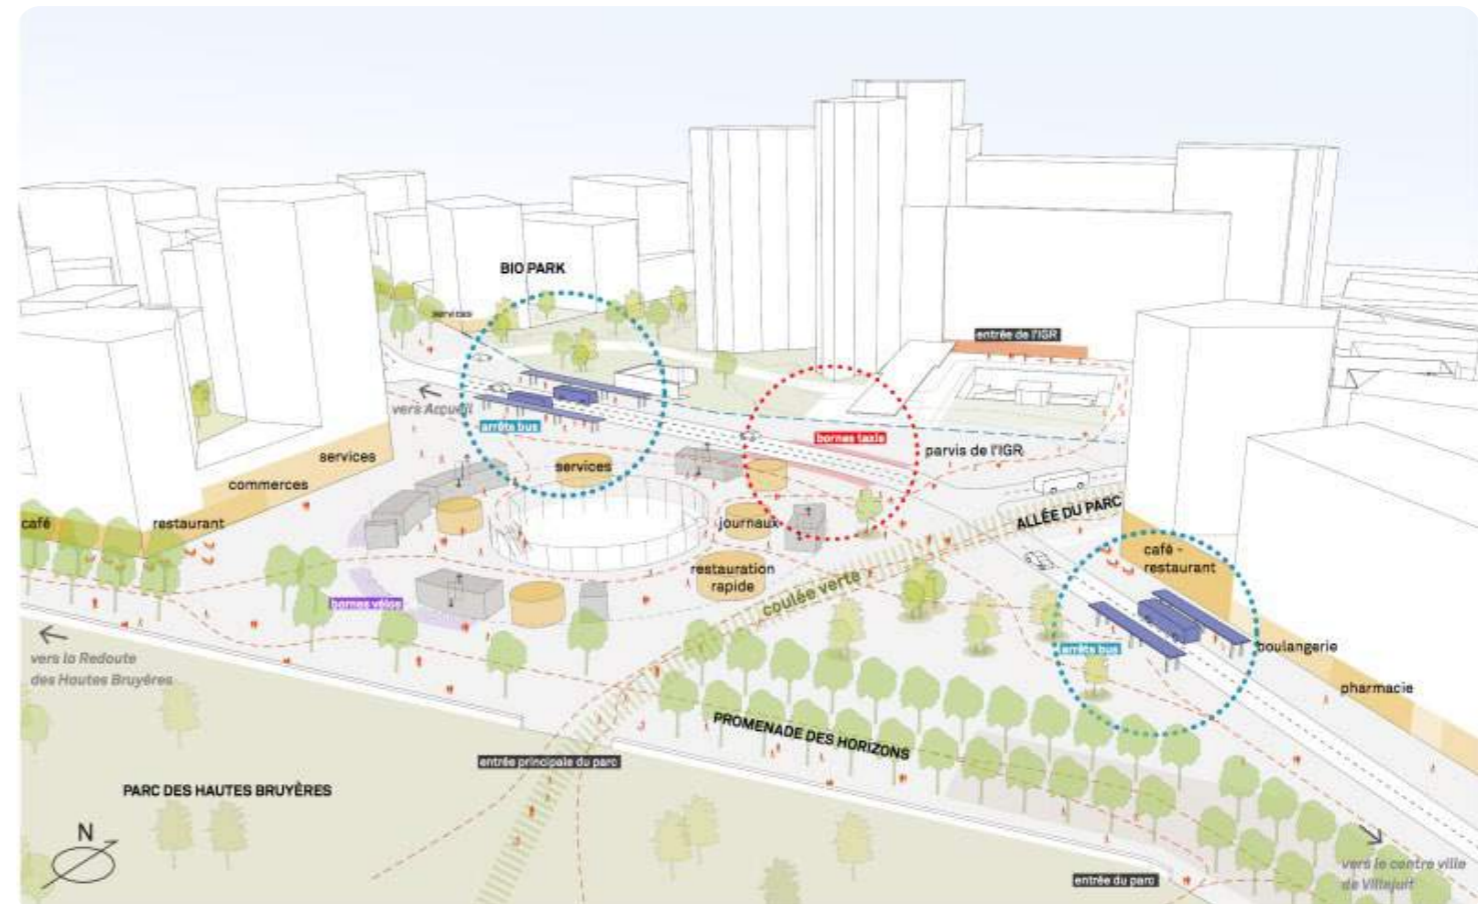 BIO PARK
services
entrée de l'IGR
vers Arcueil
arrêts bus
bornes taxis
parvis de l'IGR
services
services
commerces
café
restaurant
journaux
ALLÉE DU PARC
café -
restaurant
restauration
rapide
coulée verte
bornes vélos
arrêts bus
boulangerie
vers la Redoute
des Hautes Bruyères
pharmacie
PROMENADE DES HORIZONS
entrée principale du parc
PARC DES HAUTES BRUYÈRES
N
vers le centre ville
de Villejuif
entrée du parc